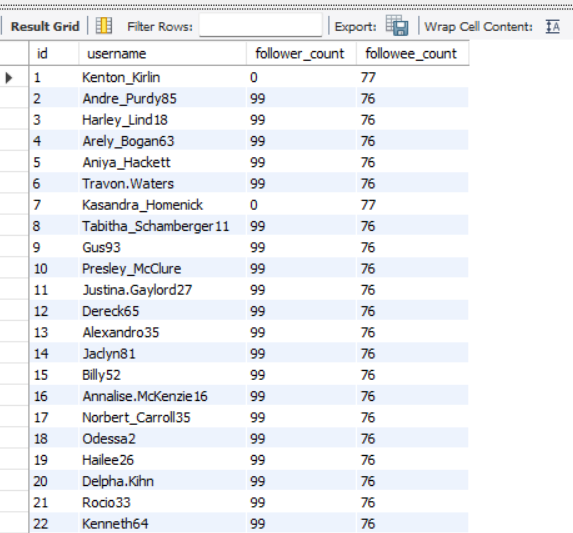 Result Grid Filter Rows: Export: Wrap Cell Content: IA
id username follower_count followee_count
1 Kenton_Kirlin 0 77
2 Andre_Purdy85 99 76
3 Harley_Lind18 99 76
4 Arely_Bogan63 99 76
5 Aniya_Hackett 99 76
6 Travon.Waters 99 76
7 Kasandra_Homenick 0 77
8 Tabitha_Schamberger11 99 76
9 Gus93 99 76
10 Presley_McClure 99 76
11 Justina.Gaylord27 99 76
12 Dereck65 99 76
13 Alexandro35 99 76
14 Jaclyn81 99 76
15 Billy52 99 76
16 Annalise.McKenzie16 99 76
17 Norbert_Carroll35 99 76
18 Odessa2 99 76
19 Hailee26 99 76
20 Delpha.Kihn 99 76
21 Rocio33 99 76
22 Kenneth64 99 76